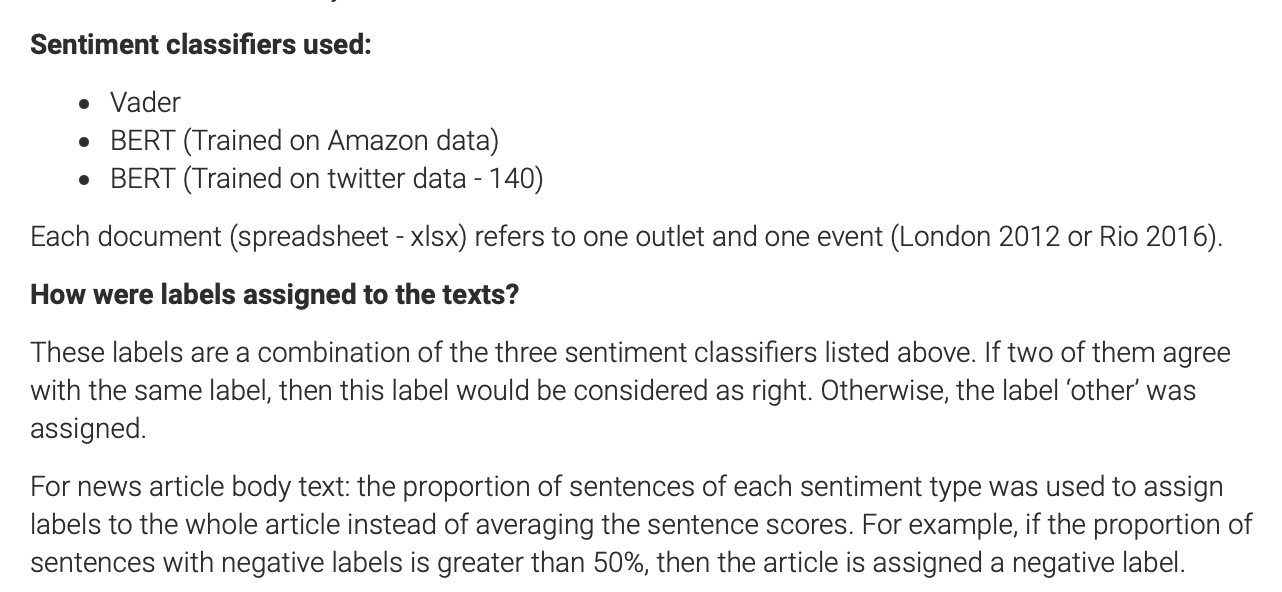 Sentiment classifiers used:
• Vader
• BERT (Trained on Amazon data)
• BERT (Trained on twitter data - 140)
Each document (spreadsheet - xlsx) refers to one outlet and one event (London 2012 or Rio 2016).
How were labels assigned to the texts?
These labels are a combination of the three sentiment classifiers listed above. If two of them agree
with the same label, then this label would be considered as right. Otherwise, the label ‘other’ was
assigned.
For news article body text: the proportion of sentences of each sentiment type was used to assign
labels to the whole article instead of averaging the sentence scores. For example, if the proportion of
sentences with negative labels is greater than 50%, then the article is assigned a negative label.